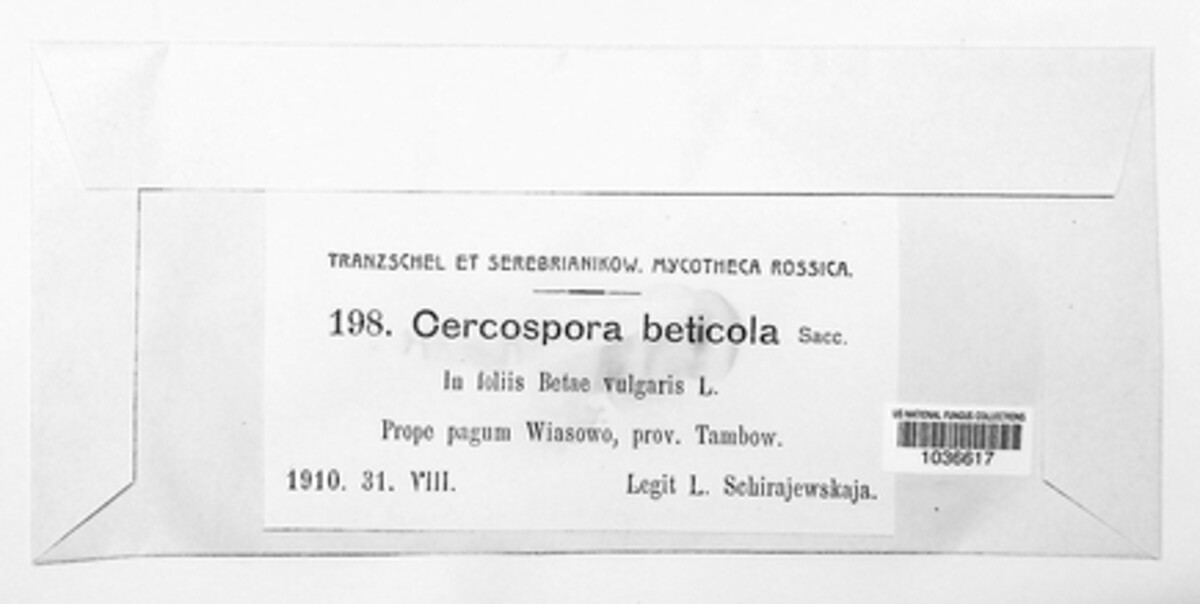 TRANZSCHEL ET SEREBRIANIKOW. MYCOTHECA ROSSICA.
198. Cercospora beticola Sacc.
In foliis Betae vulgaris L.
Prope pagum Wiasowo, prov. Tambow.
1910. 31. VIII. Legit L. Schirajewskaja.
US NATIONAL FUNGUS COLLECTIONS
1036617